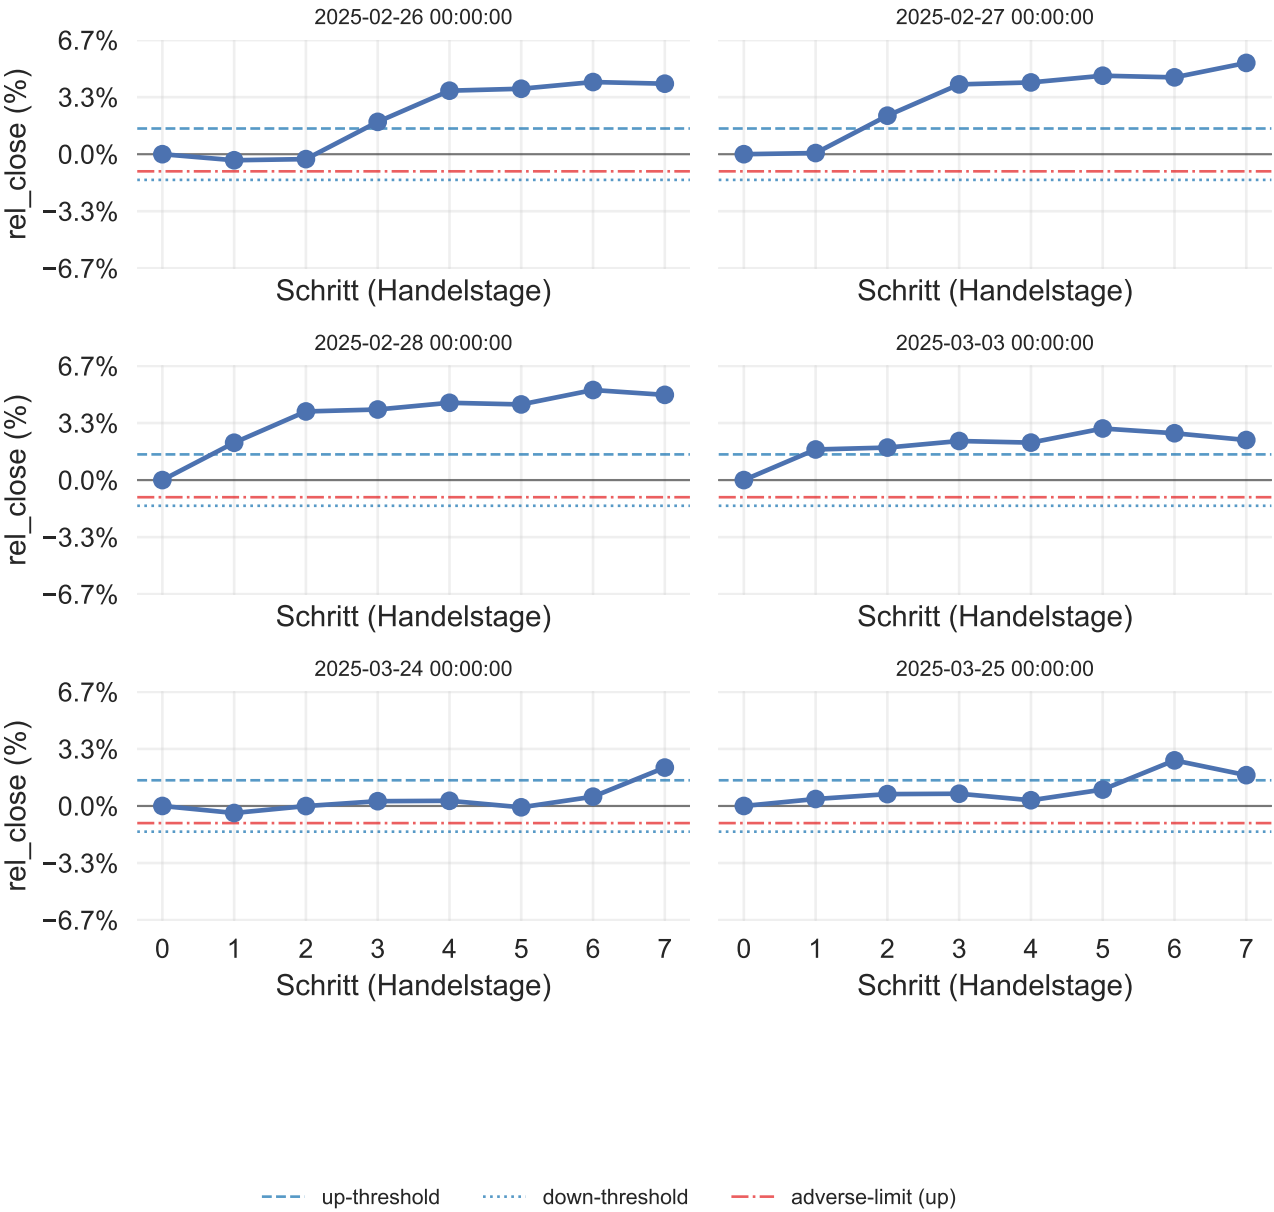 2025-02-26 00:00:00
2025-02-27 00:00:00
6.7%
3.3%
0.0%
−3.3%
−6.7%
rel_close (%)
Schritt (Handelstage)
Schritt (Handelstage)
2025-02-28 00:00:00
2025-03-03 00:00:00
6.7%
3.3%
0.0%
−3.3%
−6.7%
rel_close (%)
Schritt (Handelstage)
Schritt (Handelstage)
2025-03-24 00:00:00
2025-03-25 00:00:00
6.7%
3.3%
0.0%
−3.3%
−6.7%
rel_close (%)
0 1 2 3 4 5 6 7
0 1 2 3 4 5 6 7
Schritt (Handelstage)
Schritt (Handelstage)
up-threshold
down-threshold
adverse-limit (up)